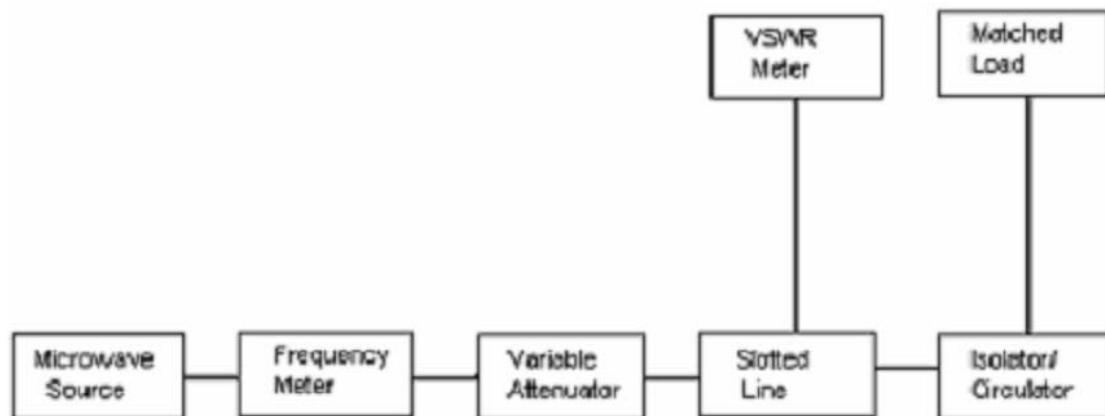 VSWR
Meter
Matched
Load
Microwave
Source
Frequency
Meter
Variable
Attenuator
Slotted
Line
Isolator/
Circulator